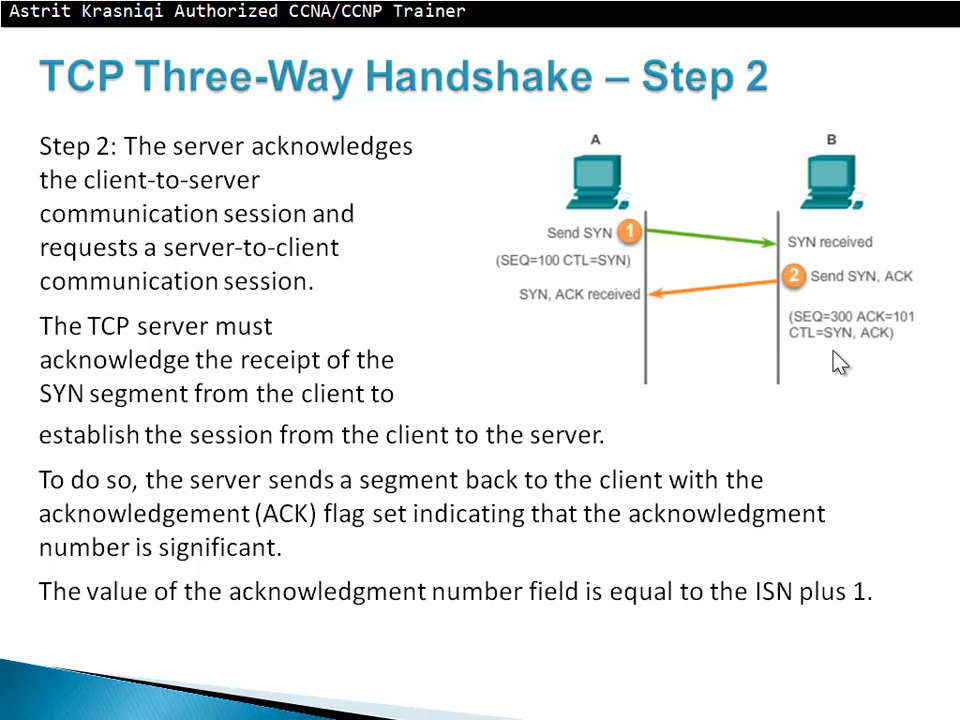 Astrit Krasniqi Authorized CCNA/CCNP Trainer
TCP Three-Way Handshake – Step 2
Step 2: The server acknowledges
the client-to-server
communication session and
requests a server-to-client
communication session.
The TCP server must
acknowledge the receipt of the
SYN segment from the client to
establish the session from the client to the server.
To do so, the server sends a segment back to the client with the
acknowledgement (ACK) flag set indicating that the acknowledgment
number is significant.
The value of the acknowledgment number field is equal to the ISN plus 1.
A
B
Send SYN 1
(SEQ=100 CTL=SYN)
SYN received
2 Send SYN, ACK
SYN, ACK received
(SEQ=300 ACK=101
CTL=SYN, ACK)